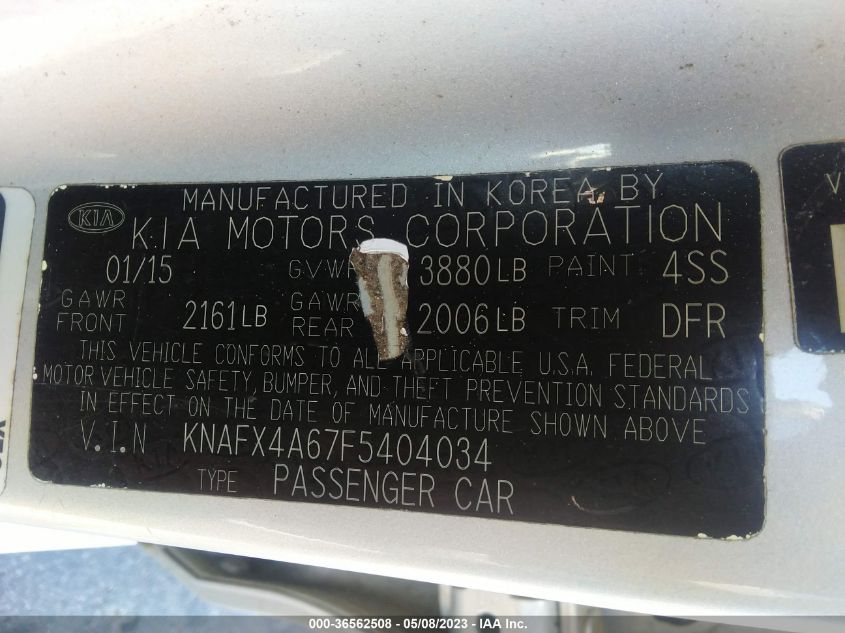 MANUFACTURED IN KOREA BY
KIA KIA MOTORS CORPORATION
01/15 GVWR 3880LB PAINT 4SS
GAWR FRONT 2161LB GAWR REAR 2006LB TRIM DFR
THIS VEHICLE CONFORMS TO ALL APPLICABLE U.S.A. FEDERAL
MOTOR VEHICLE SAFETY, BUMPER, AND THEFT PREVENTION STANDARDS
IN EFFECT ON THE DATE OF MANUFACTURE SHOWN ABOVE
V.I.N KNAFX4A67F5404034
TYPE PASSENGER CAR
000-36562508 - 05/08/2023 - IAA Inc.